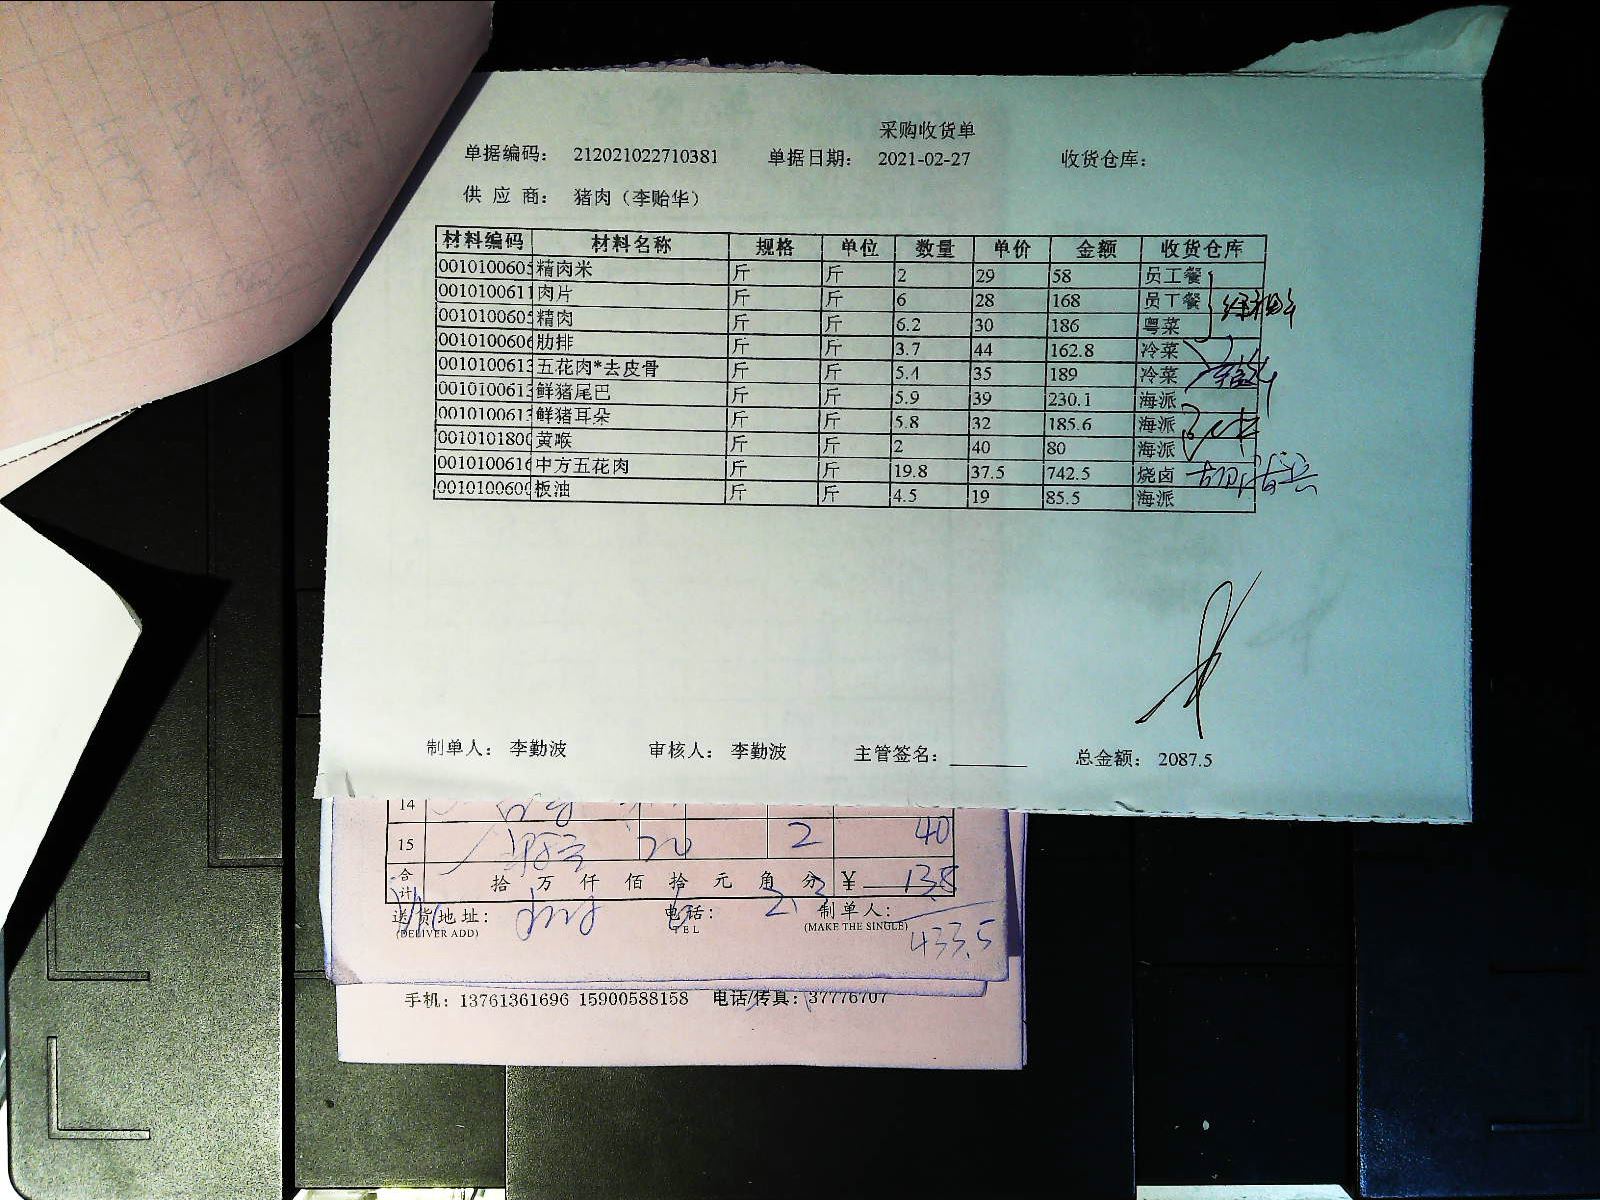 采购收货单
单据编码： 212021022710381 单据日期： 2021-02-27 收货仓库：
供 应 商： 猪肉（李贻华）
材料编码 材料名称 规格 单位 数量 单价 金额 收货仓库
0010100605 精肉米 斤 斤 2 29 58 员工餐
0010100611 肉片 斤 斤 6 28 168 员工餐
0010100605 精肉 斤 斤 6.2 30 186 粤菜
0010100606 肋排 斤 斤 3.7 44 162.8 冷菜
0010100613 五花肉*去皮骨 斤 斤 5.4 35 189 冷菜
0010100613 鲜猪尾巴 斤 斤 5.9 39 230.1 海派
0010100613 鲜猪耳朵 斤 斤 5.8 32 185.6 海派
0010101800 黄喉 斤 斤 2 40 80 海派
0010100616 中方五花肉 斤 斤 19.8 37.5 742.5 烧卤
0010100600 板油 斤 斤 4.5 19 85.5 海派
制单人： 李勤波 审核人： 李勤波 主管签名： 总金额： 2087.5
14
15 2 40
合计 拾 万 仟 佰 拾 元 角 分 ¥ 138
送货地址： 电话： 制单人：
(DELIVER ADD) TEL (MAKE THE SINGLE)
433.5
手机：13761361696 15900588158 电话/传真：37776707